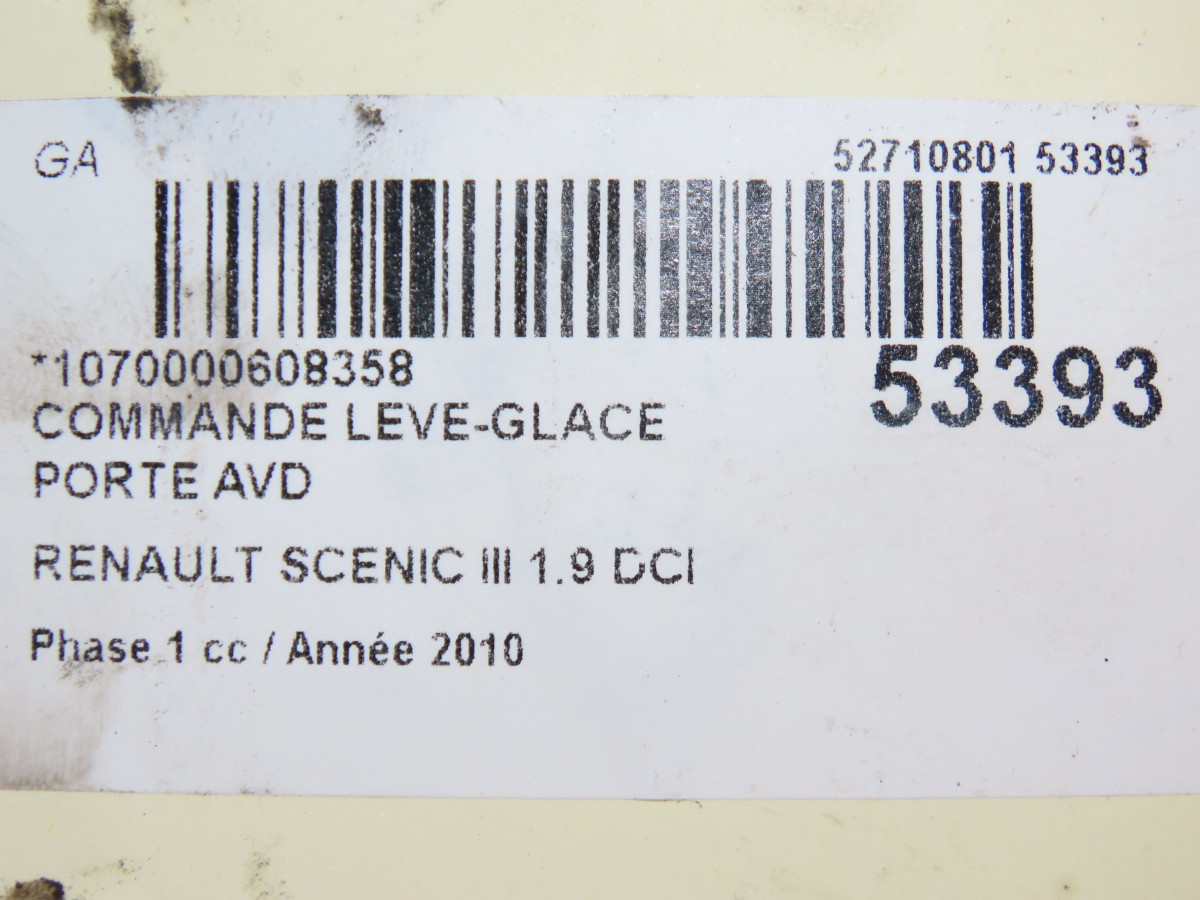 GA
52710801 53393
*1070000608358
53393
COMMANDE LEVE-GLACE
PORTE AVD
RENAULT SCENIC III 1.9 DCI
Phase 1 cc / Année 2010